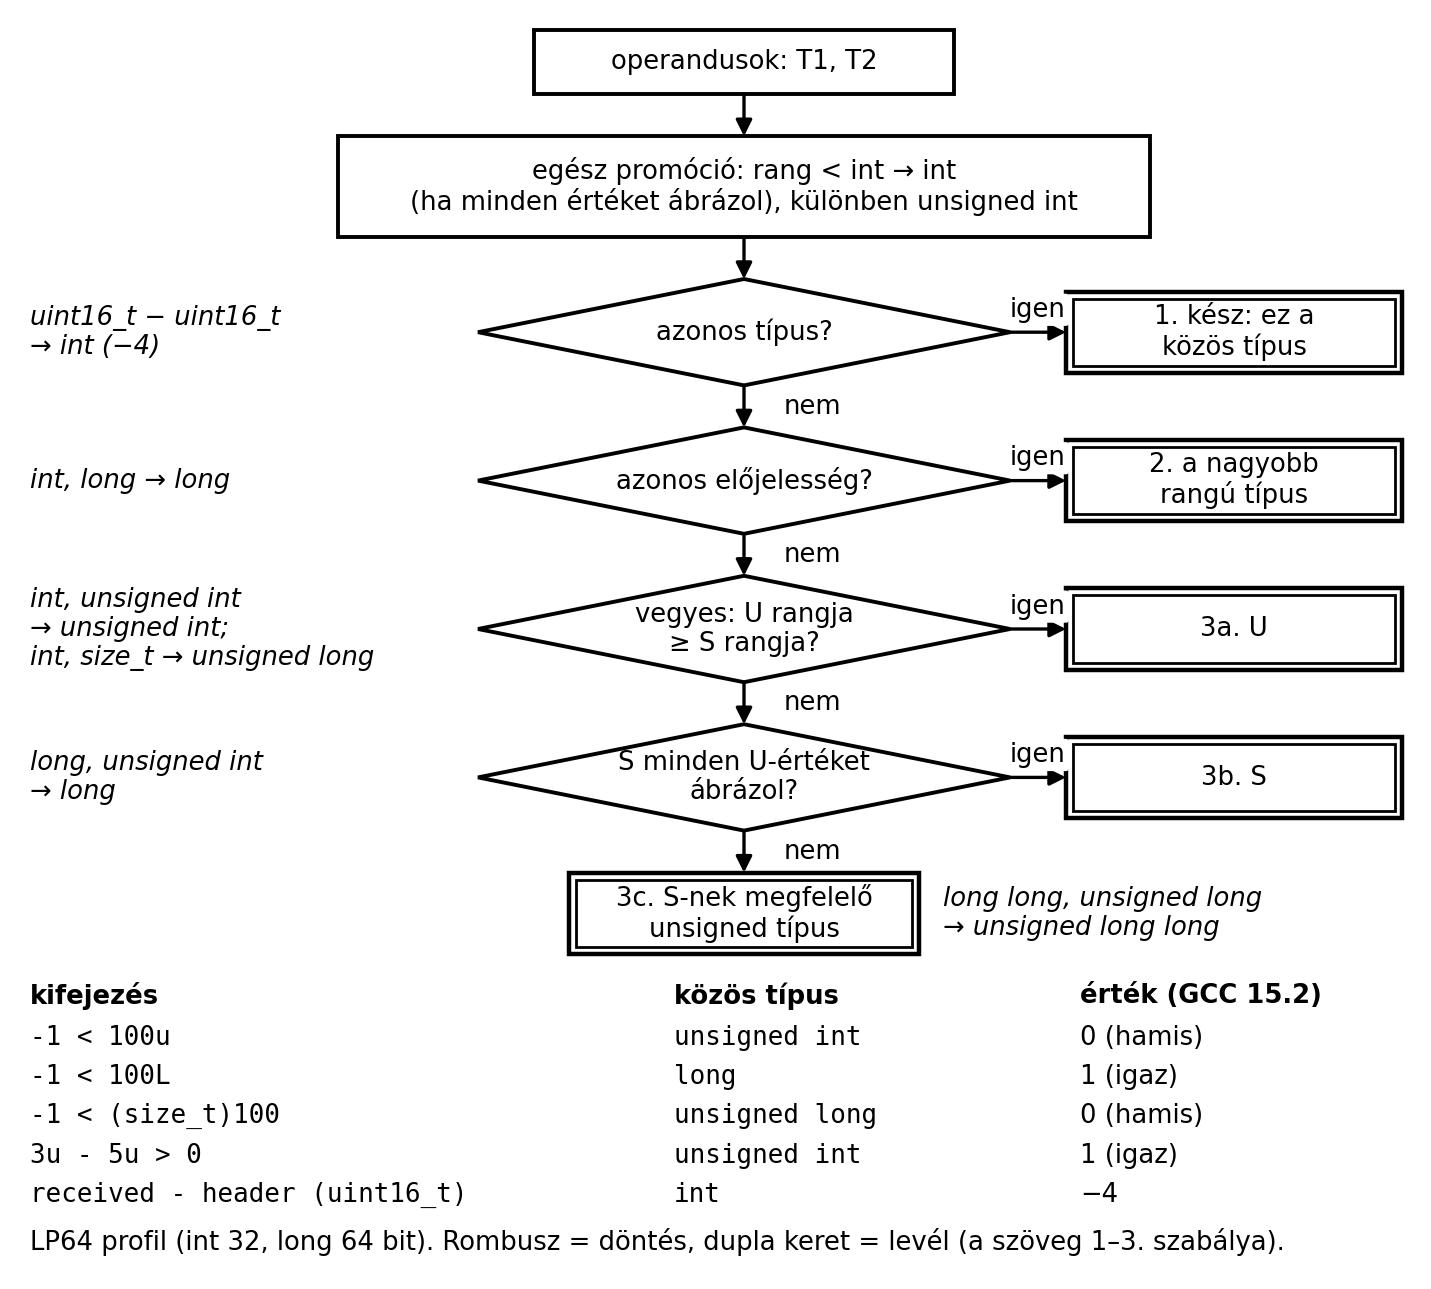 operandusok: T1, T2
egész promóció: rang < int → int
(ha minden értéket ábrázol), különben unsigned int
uint16_t − uint16_t
→ int (−4)
azonos típus?
igen
1. kész: ez a
közös típus
nem
int, long → long
azonos előjelesség?
igen
2. a nagyobb
rangú típus
nem
int, unsigned int
→ unsigned int;
int, size_t → unsigned long
vegyes: U rangja
≥ S rangja?
igen
3a. U
nem
long, unsigned int
→ long
S minden U-értéket
ábrázol?
igen
3b. S
nem
3c. S-nek megfelelő
unsigned típus
long long, unsigned long
→ unsigned long long
kifejezés közös típus érték (GCC 15.2)
-1 < 100u unsigned int 0 (hamis)
-1 < 100L long 1 (igaz)
-1 < (size_t)100 unsigned long 0 (hamis)
3u - 5u > 0 unsigned int 1 (igaz)
received - header (uint16_t) int −4
LP64 profil (int 32, long 64 bit). Rombusz = döntés, dupla keret = levél (a szöveg 1–3. szabálya).